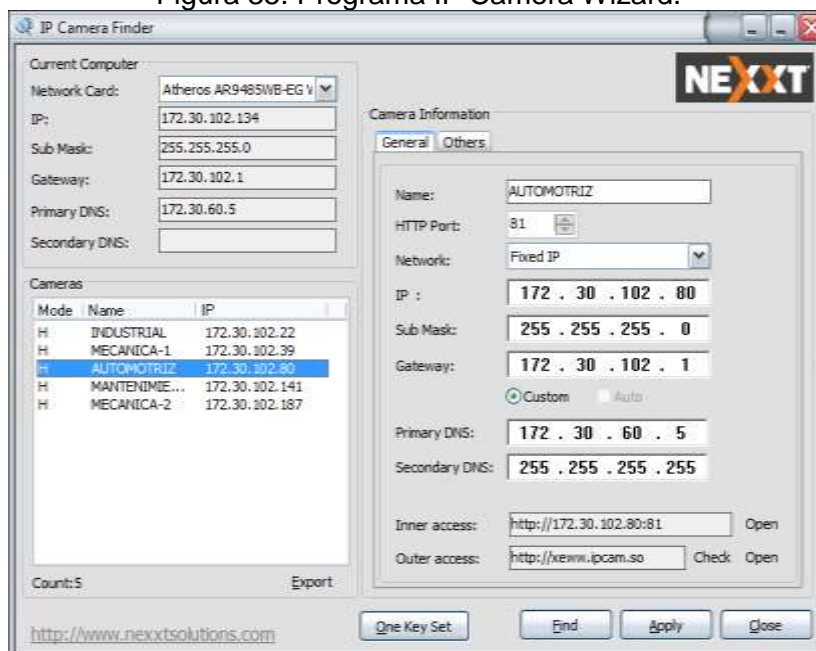 Figura 35. Programa IP Camera Wizard.
IP Camera Finder
NEXXT
Current Computer
Network Card: Atheros AR9485WB-EG
IP: 172.30.102.134
Sub Mask: 255.255.255.0
Gateway: 172.30.102.1
Primary DNS: 172.30.60.5
Secondary DNS:
Cameras
Mode Name IP
H INDUSTRIAL 172.30.102.22
H MECANICA-1 172.30.102.39
H AUTOMOTRIZ 172.30.102.80
H MANTENIMIE... 172.30.102.141
H MECANICA-2 172.30.102.187
Count:5 Export
http://www.nexxtsolutions.com
Camera Information
General Others
Name: AUTOMOTRIZ
HTTP Port: 81
Network: Fixed IP
IP : 172 . 30 . 102 . 80
Sub Mask: 255 . 255 . 255 . 0
Gateway: 172 . 30 . 102 . 1
Custom Auto
Primary DNS: 172 . 30 . 60 . 5
Secondary DNS: 255 . 255 . 255 . 255
Inner access: http://172.30.102.80:81 Open
Outer access: http://xeww.ipcam.so Check Open
One Key Set Find Apply Close